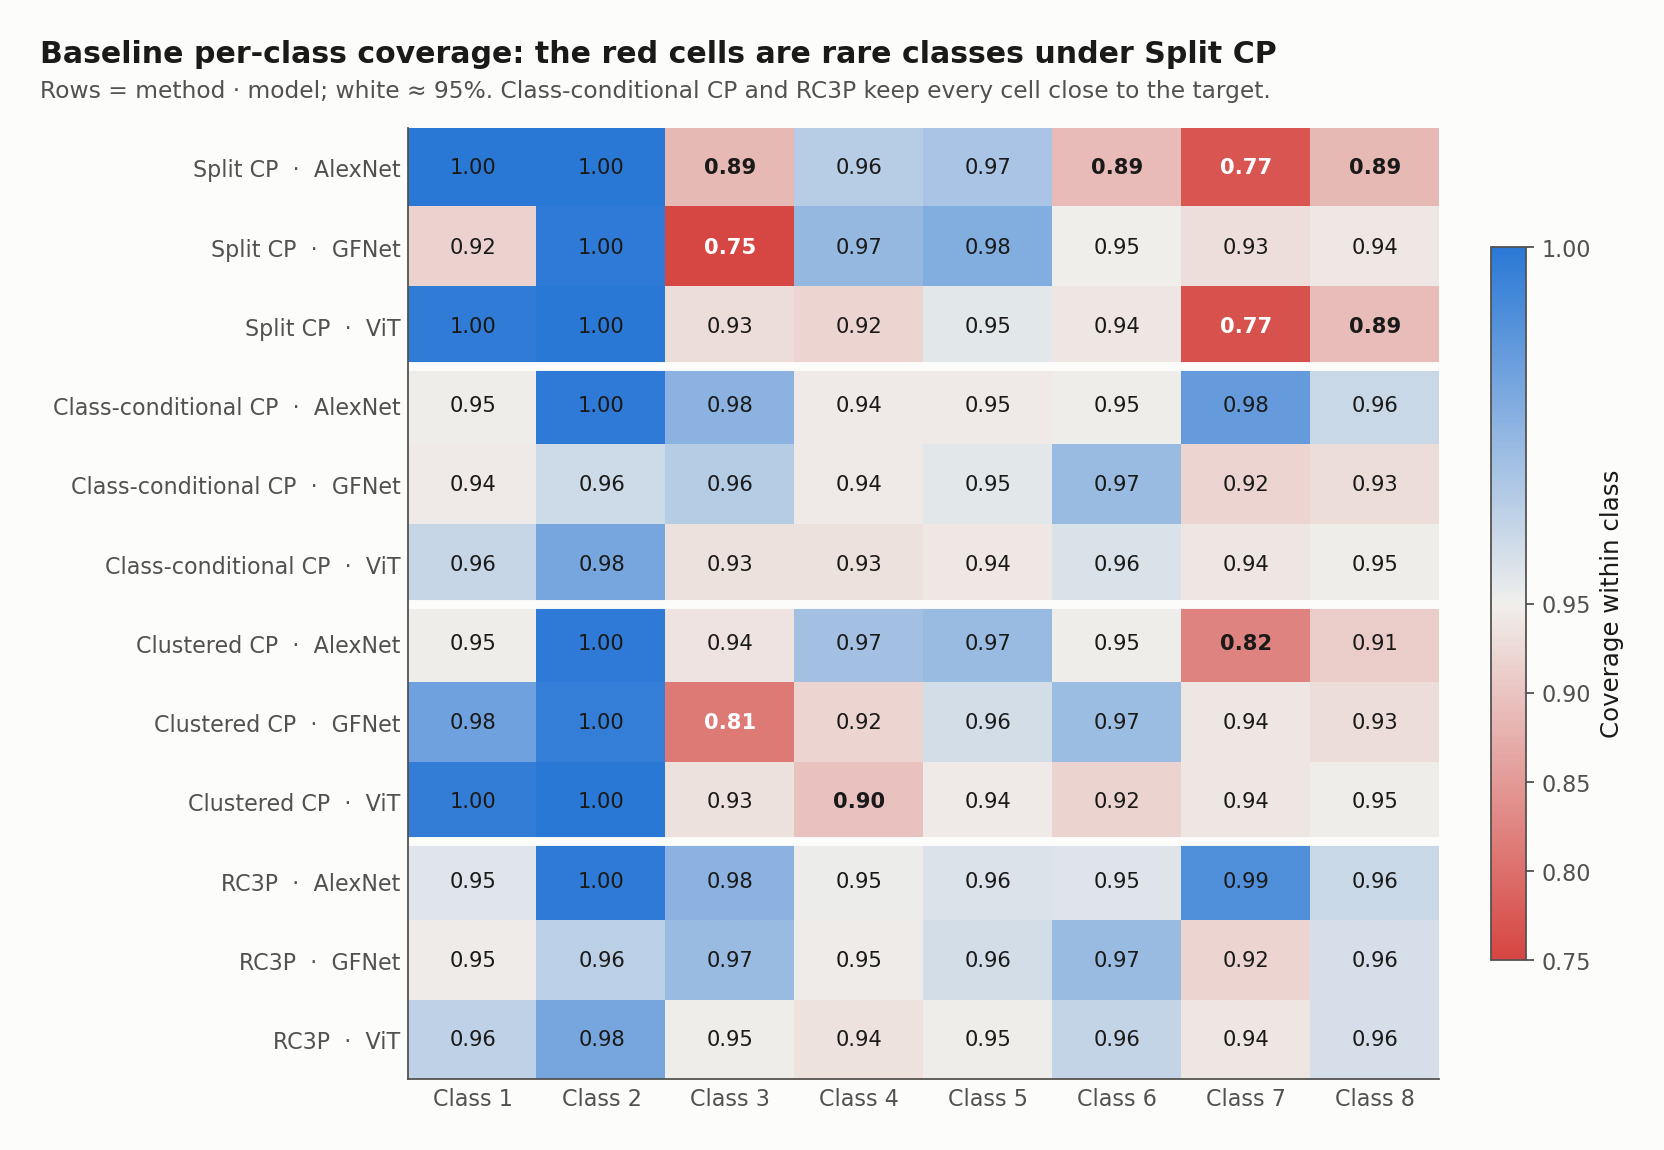 Baseline per-class coverage: the red cells are rare classes under Split CP
Rows = method · model; white ≈ 95%. Class-conditional CP and RC3P keep every cell close to the target.
Split CP · AlexNet 1.00 1.00 0.89 0.96 0.97 0.89 0.77 0.89
Split CP · GFNet 0.92 1.00 0.75 0.97 0.98 0.95 0.93 0.94
Split CP · ViT 1.00 1.00 0.93 0.92 0.95 0.94 0.77 0.89
Class-conditional CP · AlexNet 0.95 1.00 0.98 0.94 0.95 0.95 0.98 0.96
Class-conditional CP · GFNet 0.94 0.96 0.96 0.94 0.95 0.97 0.92 0.93
Class-conditional CP · ViT 0.96 0.98 0.93 0.93 0.94 0.96 0.94 0.95
Clustered CP · AlexNet 0.95 1.00 0.94 0.97 0.97 0.95 0.82 0.91
Clustered CP · GFNet 0.98 1.00 0.81 0.92 0.96 0.97 0.94 0.93
Clustered CP · ViT 1.00 1.00 0.93 0.90 0.94 0.92 0.94 0.95
RC3P · AlexNet 0.95 1.00 0.98 0.95 0.96 0.95 0.99 0.96
RC3P · GFNet 0.95 0.96 0.97 0.95 0.96 0.97 0.92 0.96
RC3P · ViT 0.96 0.98 0.95 0.94 0.95 0.96 0.94 0.96
Class 1 Class 2 Class 3 Class 4 Class 5 Class 6 Class 7 Class 8
1.00
0.95
0.90
0.85
0.80
0.75
Coverage within class